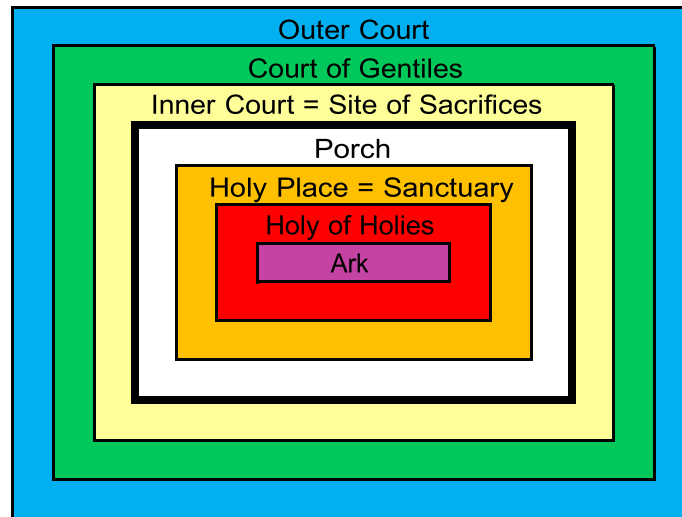 Outer Court
Court of Gentiles
Inner Court = Site of Sacrifices
Porch
Holy Place = Sanctuary
Holy of Holies
Ark